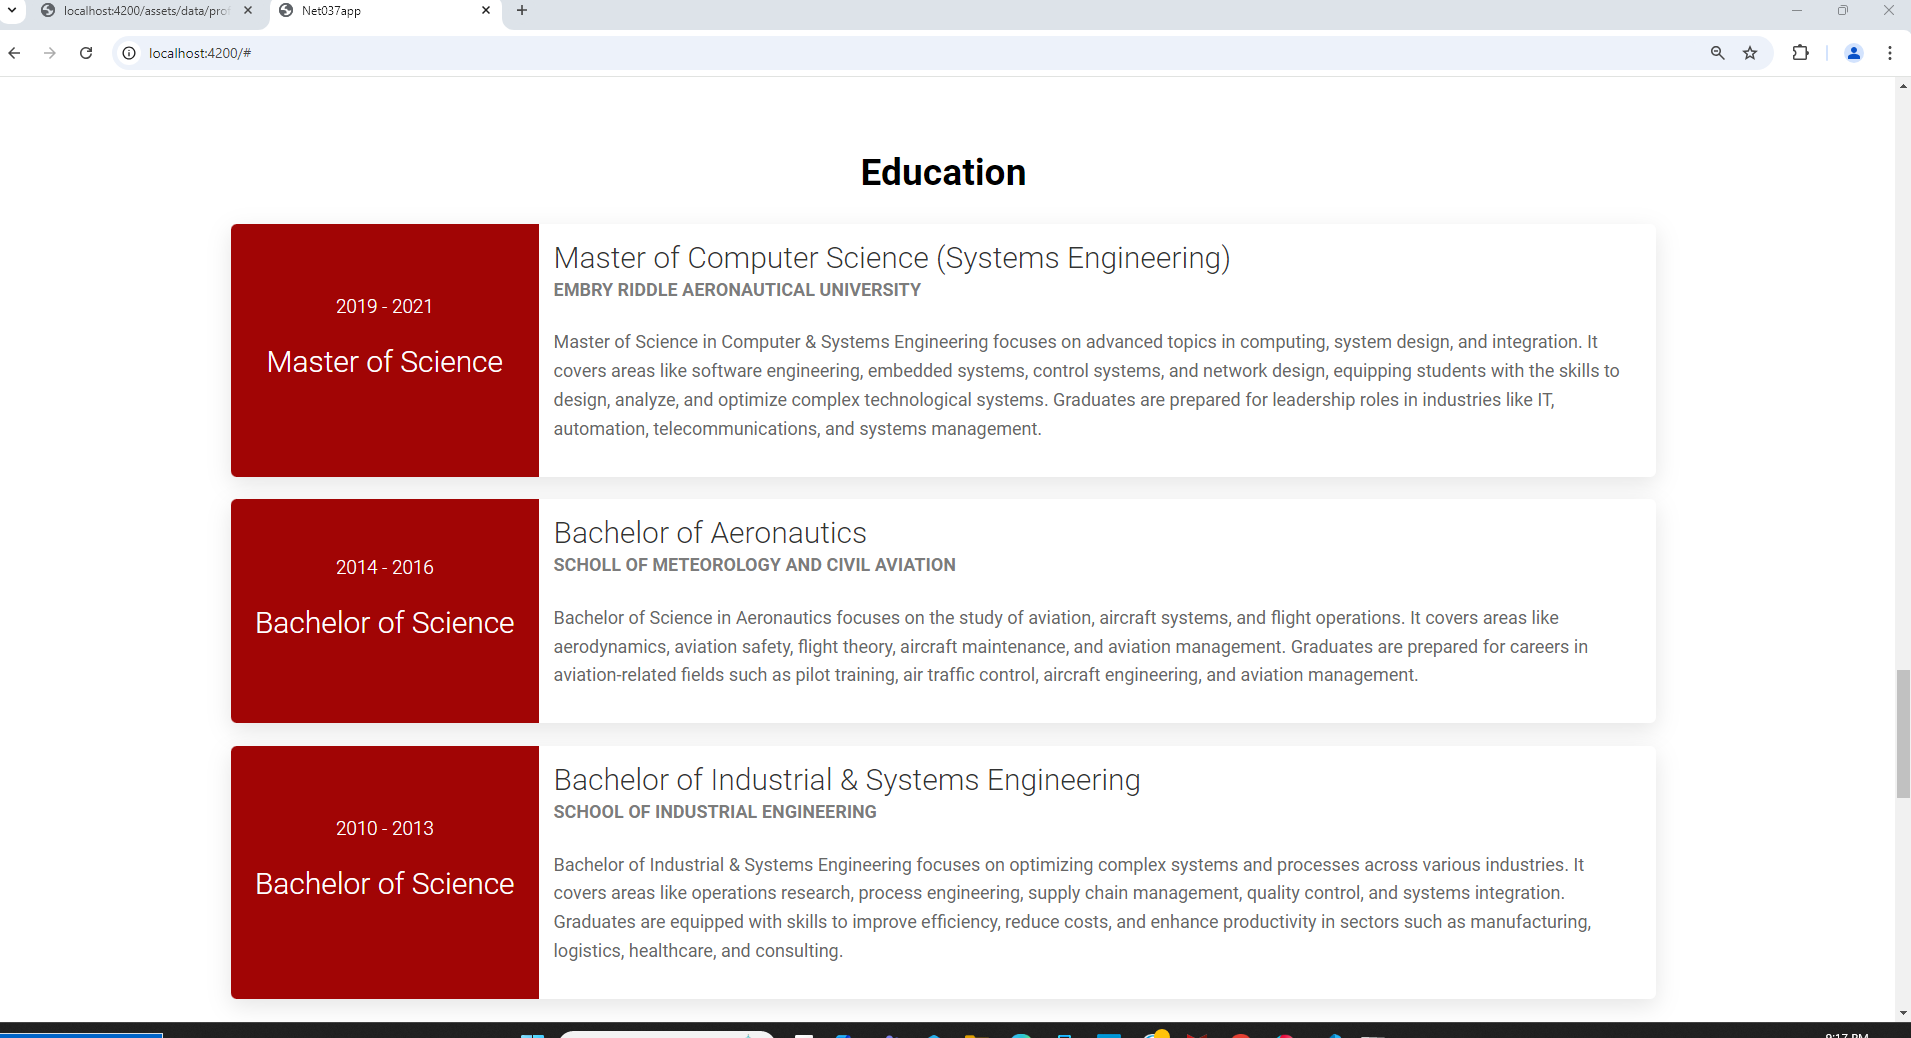 localhost:4200/assets/data/prof
Net037app
localhost:4200/#
Education
2019 - 2021
Master of Science
Master of Computer Science (Systems Engineering)
EMBRY RIDDLE AERONAUTICAL UNIVERSITY
Master of Science in Computer & Systems Engineering focuses on advanced topics in computing, system design, and integration. It
covers areas like software engineering, embedded systems, control systems, and network design, equipping students with the skills to
design, analyze, and optimize complex technological systems. Graduates are prepared for leadership roles in industries like IT,
automation, telecommunications, and systems management.
2014 - 2016
Bachelor of Science
Bachelor of Aeronautics
SCHOLL OF METEOROLOGY AND CIVIL AVIATION
Bachelor of Science in Aeronautics focuses on the study of aviation, aircraft systems, and flight operations. It covers areas like
aerodynamics, aviation safety, flight theory, aircraft maintenance, and aviation management. Graduates are prepared for careers in
aviation-related fields such as pilot training, air traffic control, aircraft engineering, and aviation management.
2010 - 2013
Bachelor of Science
Bachelor of Industrial & Systems Engineering
SCHOOL OF INDUSTRIAL ENGINEERING
Bachelor of Industrial & Systems Engineering focuses on optimizing complex systems and processes across various industries. It
covers areas like operations research, process engineering, supply chain management, quality control, and systems integration.
Graduates are equipped with skills to improve efficiency, reduce costs, and enhance productivity in sectors such as manufacturing,
logistics, healthcare, and consulting.
9:17 PM